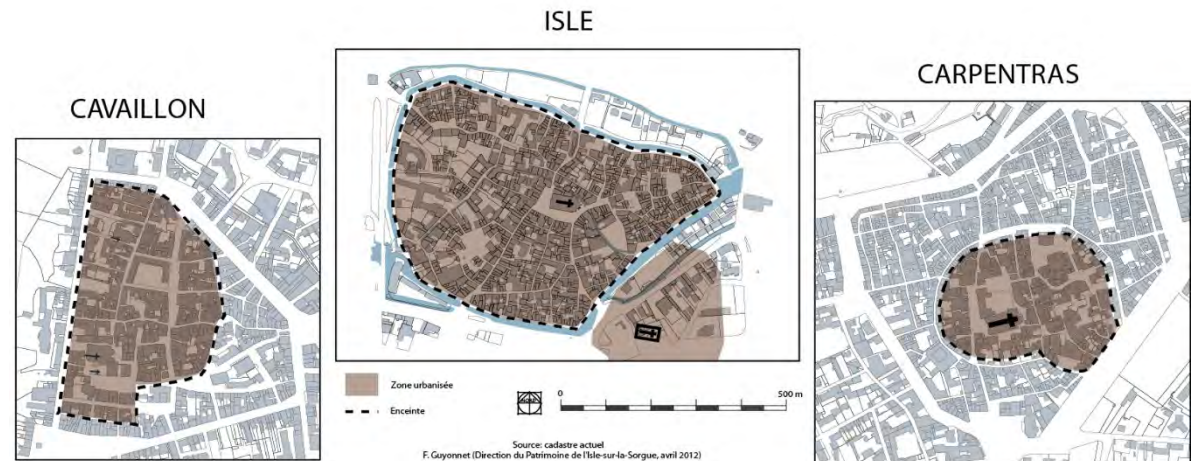 ISLE
CAVAILLON
CARPENTRAS
Zone urbanisée
Enceinte
0
500 m
Source: cadastre actuel
F. Guyonnet (Direction du Patrimoine de l'Isle-sur-la-Sorgue, avril 2012)